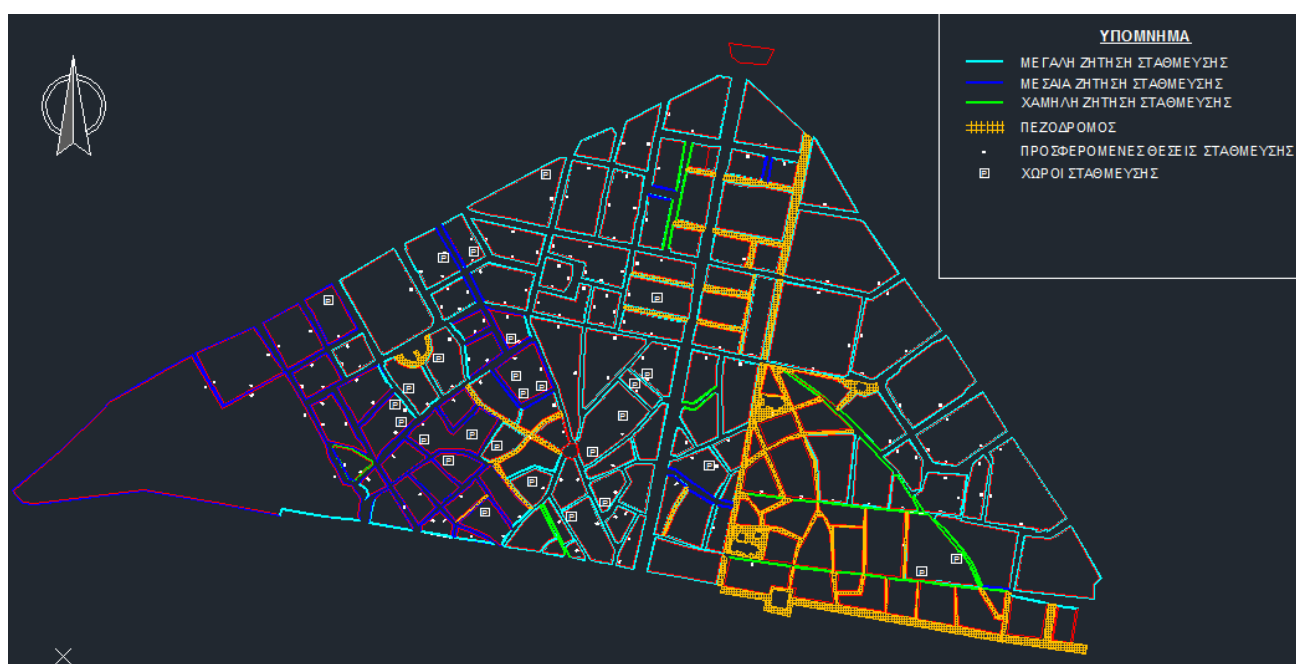 ΥΠΟΜΝΗΜΑ
ΜΕΓΑΛΗ ΖΗΤΗΣΗ ΣΤΑΘΜΕΥΣΗΣ
ΜΕΣΑΙΑ ΖΗΤΗΣΗ ΣΤΑΘΜΕΥΣΗΣ
ΧΑΜΗΛΗ ΖΗΤΗΣΗ ΣΤΑΘΜΕΥΣΗΣ
ΠΕΖΟΔΡΟΜΟΣ
ΠΡΟΣΦΕΡΟΜΕΝΕΣ ΘΕΣΕΙΣ ΣΤΑΘΜΕΥΣΗΣ
P ΧΩΡΟΙ ΣΤΑΘΜΕΥΣΗΣ